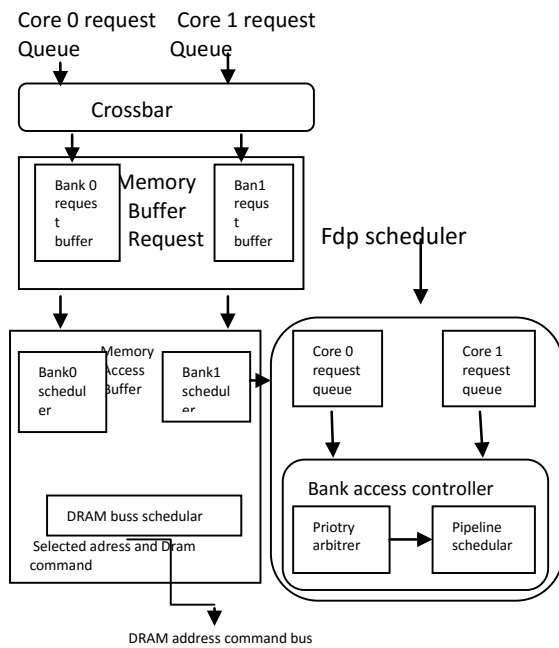 Core 0 request
Queue
Core 1 request
Queue
Crossbar
Bank 0
reques
t
buffer
Memory
Buffer
Request
Ban1
requs
t
buffer
Fdp scheduler
Bank0
schedul
er
Memory
Access
Buffer
Bank1
schedul
er
Core 0
request
queue
Core 1
request
queue
Bank access controller
Priotry
arbitrer
Pipeline
schedular
DRAM buss schedular
Selected adress and Dram
command
DRAM address command bus